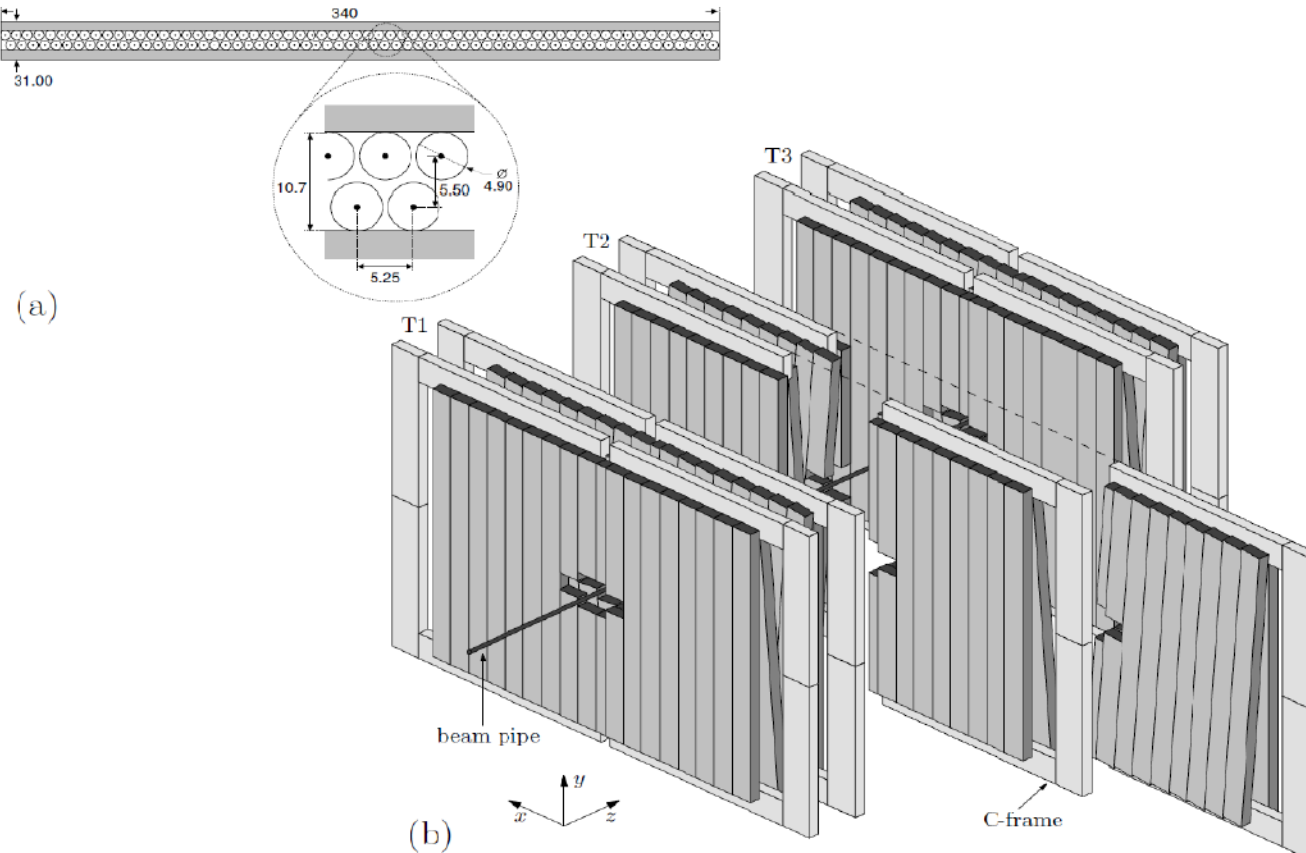 340
31.00
10.7
5.50
Ø
4.90
5.25
(a)
T3
T2
T1
beam pipe
y
x
z
C-frame
(b)